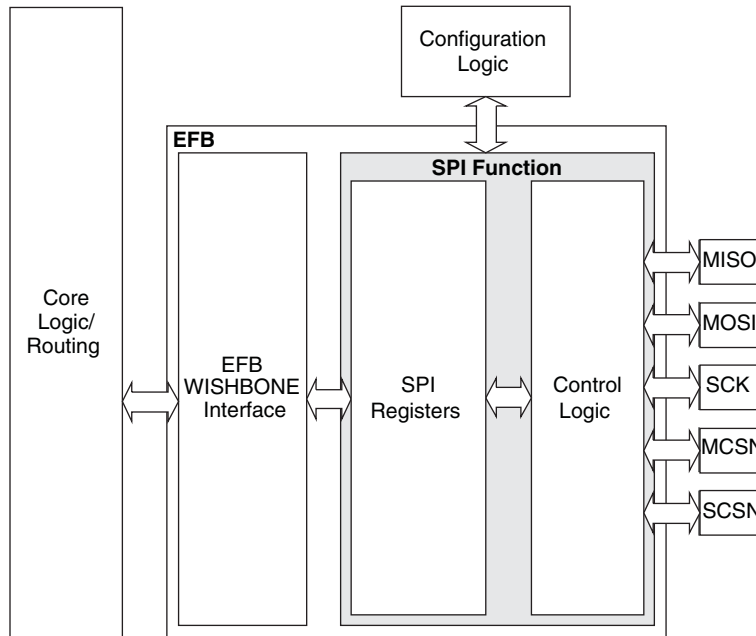 Configuration
Logic
EFB
SPI Function
Core
Logic/
Routing
EFB
WISHBONE
Interface
SPI
Registers
Control
Logic
MISO
MOSI
SCK
MCSN
SCSN